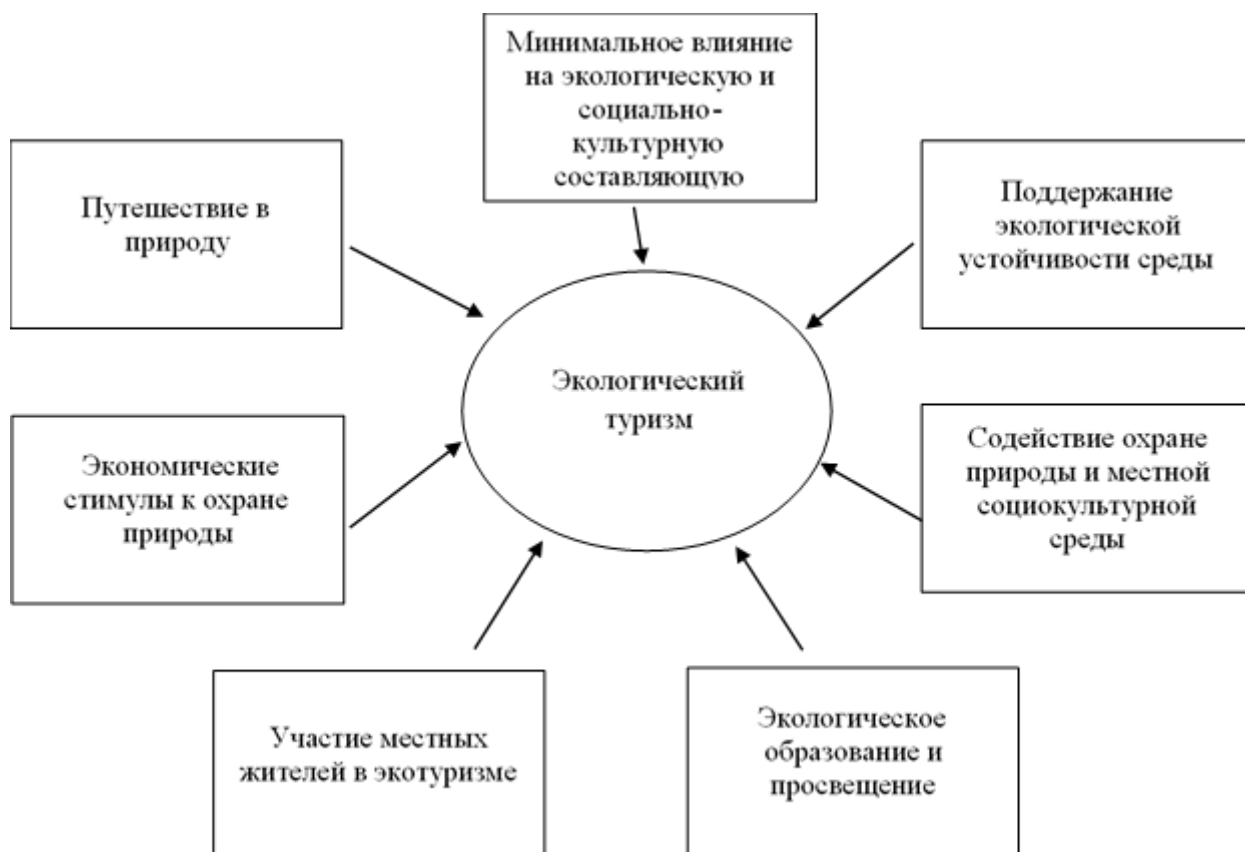 Минимальное влияние
на экологическую и
социально-
культурную
составляющую
Путешествие в
природу
Поддержание
экологической
устойчивости среды
Экологический
туризм
Экономические
стимулы к охране
природы
Содействие охране
природы и местной
социокультурной
среды
Участие местных
жителей в экотуризме
Экологическое
образование и
просвещение